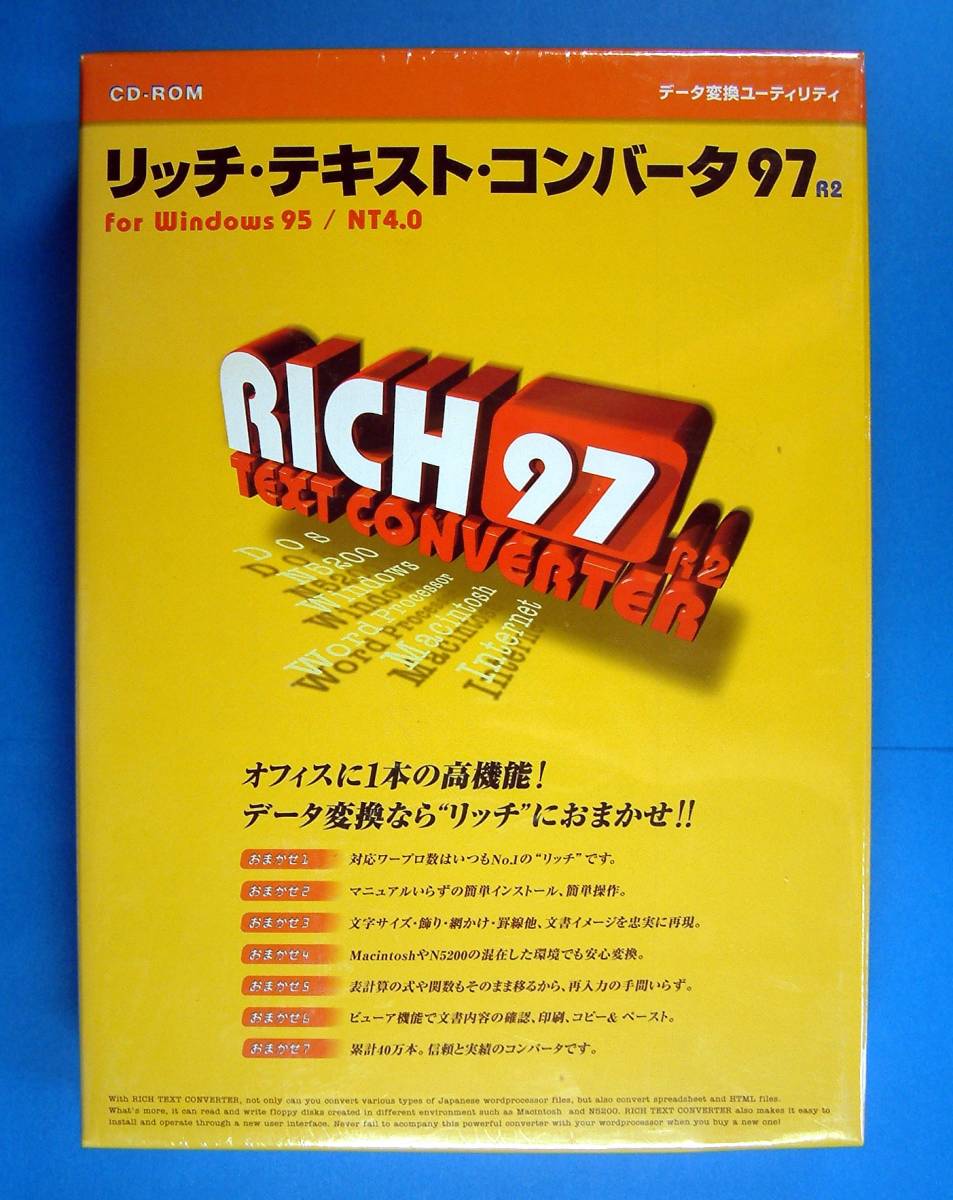 CD-ROM
データ変換ユーティリティ
リッチ・テキスト・コンバータ97 R2
for Windows 95 / NT4.0
RICH 97
TEXT CONVERTER R2
DOS
N5200
Windows
Word Processor
Macintosh
Internet
オフィスに1本の高機能!
データ変換なら“リッチ”におまかせ!!
おまかせ1 対応ワープロ数はいつもNo.1の“リッチ”です。
おまかせ2 マニュアルいらずの簡単インストール、簡単操作。
おまかせ3 文字サイズ・飾り・網かけ・罫線他、文書イメージを忠実に再現。
おまかせ4 MacintoshやN5200の混在した環境でも安心変換。
おまかせ5 表計算の式や関数もそのまま移るから、再入力の手間いらず。
おまかせ6 ビューア機能で文書内容の確認、印刷、コピー&ペースト。
おまかせ7 累計40万本。信頼と実績のコンバータです。
With RICH TEXT CONVERTER, not only can you convert various types of Japanese wordprocessor files, but also convert spreadsheet and HTML files.
What's more, it can read and write floppy disks created in different environment such as Macintosh and N5200. RICH TEXT CONVERTER also makes it easy to
install and operate through a new user interface. Never fail to acompany this powerful converter with your wordprocessor when you buy a new one!